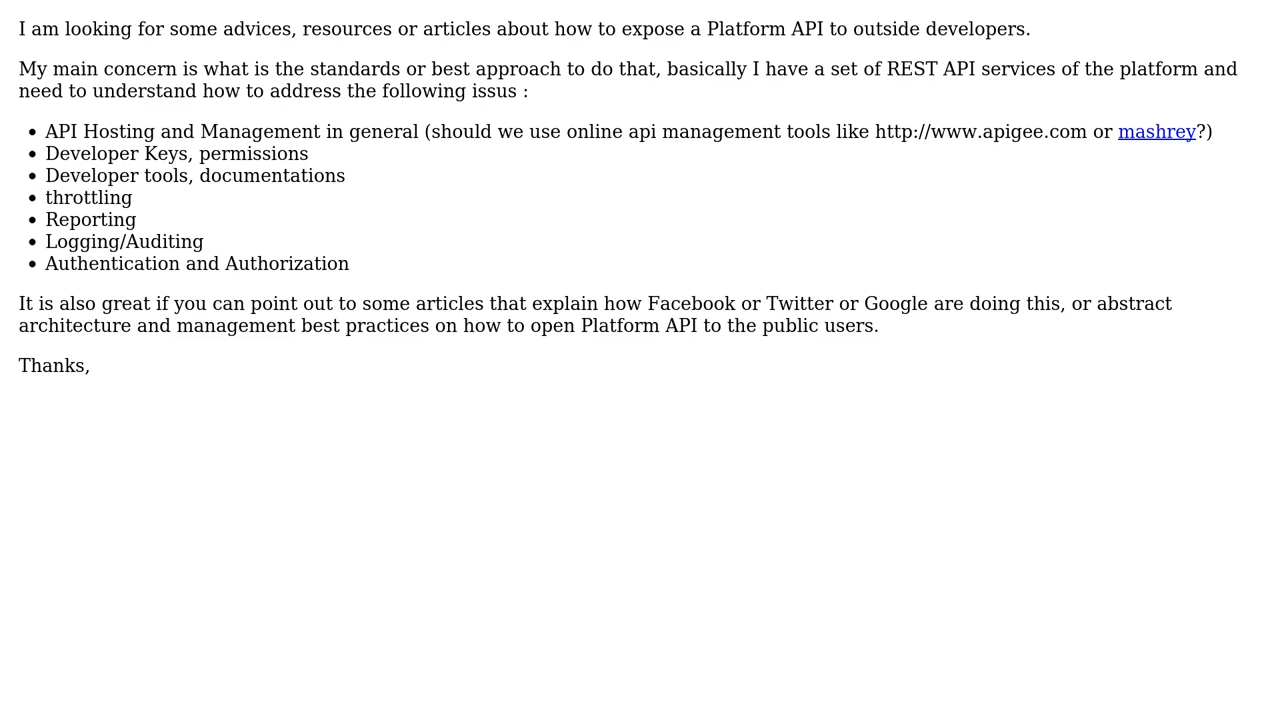 I am looking for some advices, resources or articles about how to expose a Platform API to outside developers.
My main concern is what is the standards or best approach to do that, basically I have a set of REST API services of the platform and
need to understand how to address the following issus :
• API Hosting and Management in general (should we use online api management tools like http://www.apigee.com or mashrey?)
• Developer Keys, permissions
• Developer tools, documentations
• throttling
• Reporting
• Logging/Auditing
• Authentication and Authorization
It is also great if you can point out to some articles that explain how Facebook or Twitter or Google are doing this, or abstract
architecture and management best practices on how to open Platform API to the public users.
Thanks,